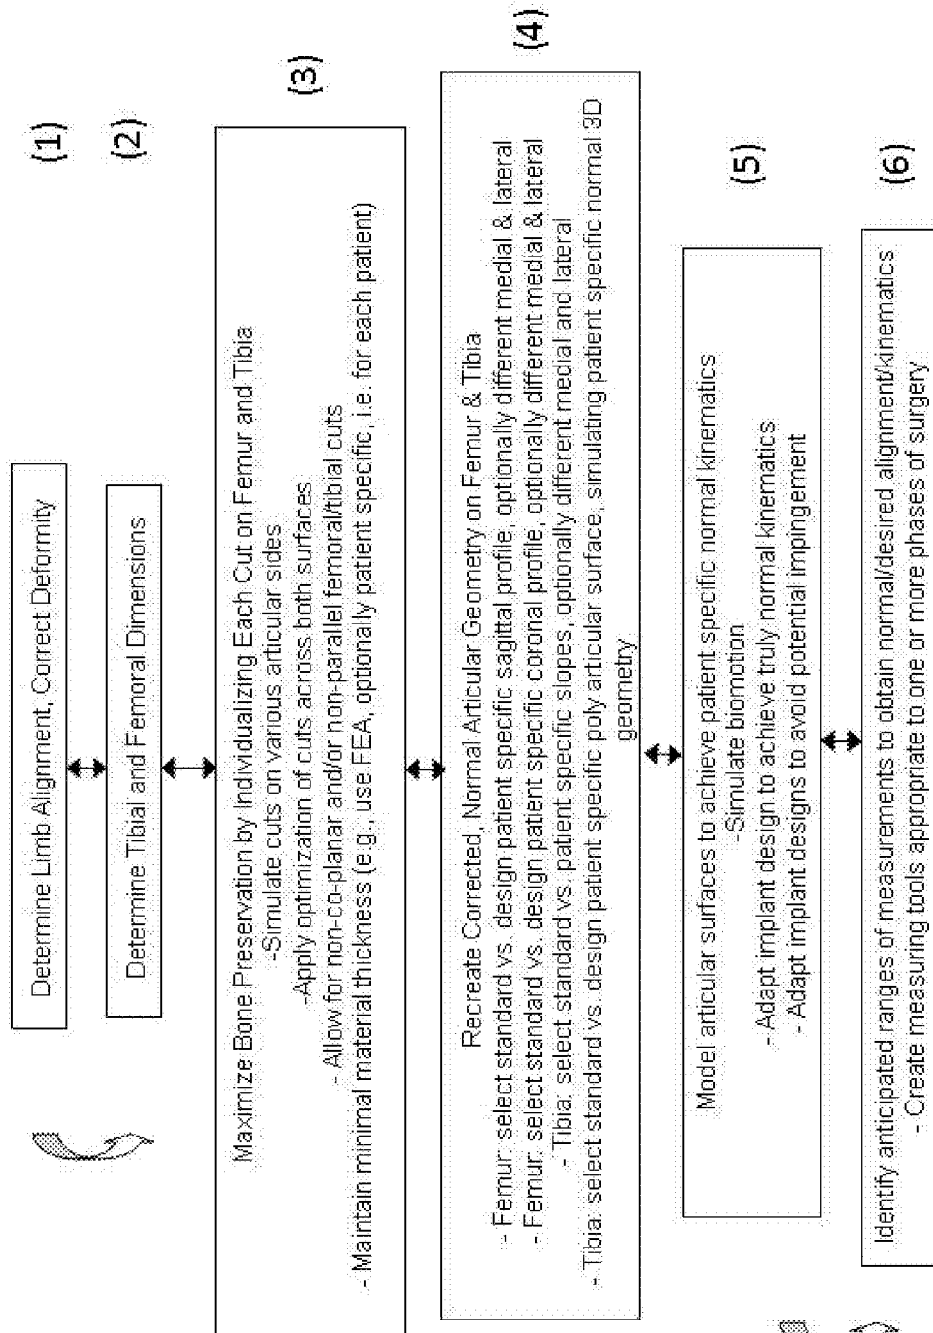 Determine Limb Alignment, Correct Deformity
(1)
Determine Tibial and Femoral Dimensions
(2)
Maximize Bone Preservation by Individualizing Each Cut on Femur and Tibia
-Simulate cuts on various articular sides
-Apply optimization of cuts across both surfaces
- Allow for non-co-planar and/or non-parallel femoral/tibial cuts
- Maintain minimal material thickness (e.g., use FEA, optionally patient specific, i.e. for each patient)
(3)
Recreate Corrected, Normal Articular Geometry on Femur & Tibia
- Femur: select standard vs. design patient specific sagittal profile, optionally different medial & lateral
- Femur: select standard vs. design patient specific coronal profile, optionally different medial & lateral
- Tibia: select standard vs. patient specific slopes, optionally different medial and lateral
- Tibia: select standard vs. design patient specific poly articular surface, simulating patient specific normal 3D
geometry
(4)
Model articular surfaces to achieve patient specific normal kinematics
-Simulate biomotion
- Adapt implant design to achieve truly normal kinematics
- Adapt implant designs to avoid potential impingement
(5)
Identify anticipated ranges of measurements to obtain normal/desired alignment/kinematics
- Create measuring tools appropriate to one or more phases of surgery
(6)